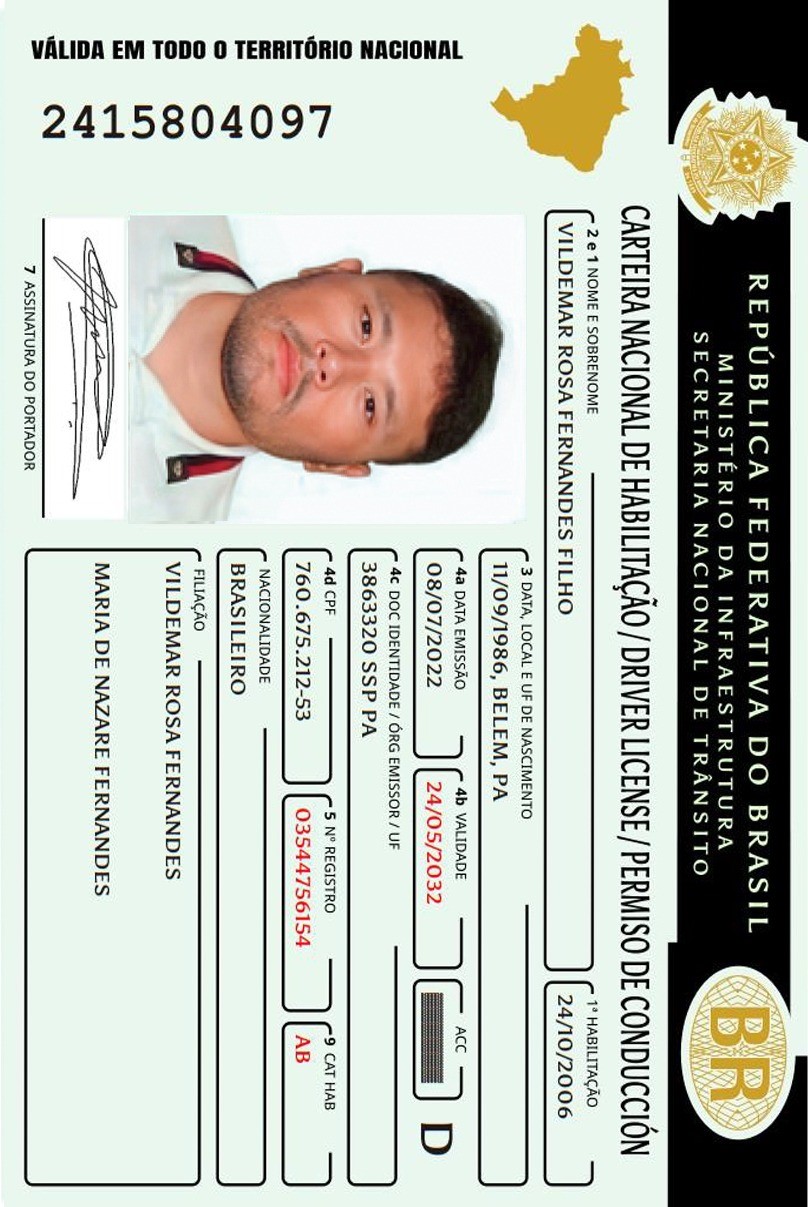 REPÚBLICA FEDERATIVA DO BRASIL
MINISTÉRIO DA INFRAESTRUTURA
SECRETARIA NACIONAL DE TRÂNSITO
BR
CARTEIRA NACIONAL DE HABILITAÇÃO / DRIVER LICENSE / PERMISO DE CONDUCCIÓN
2 e 1 NOME E SOBRENOME
VILDEMAR ROSA FERNANDES FILHO
1ª HABILITAÇÃO
24/10/2006
3 DATA, LOCAL E UF DE NASCIMENTO
11/09/1986, BELEM, PA
4a DATA EMISSÃO
08/07/2022
4b VALIDADE
24/05/2032
ACC
D
4c DOC IDENTIDADE / ÓRG EMISSOR / UF
3863320 SSP PA
4d CPF
760.675.212-53
5 Nº REGISTRO
03544756154
9 CAT HAB
AB
NACIONALIDADE
BRASILEIRO
FILIAÇÃO
VILDEMAR ROSA FERNANDES
MARIA DE NAZARE FERNANDES
7 ASSINATURA DO PORTADOR
VÁLIDA EM TODO O TERRITÓRIO NACIONAL
2415804097